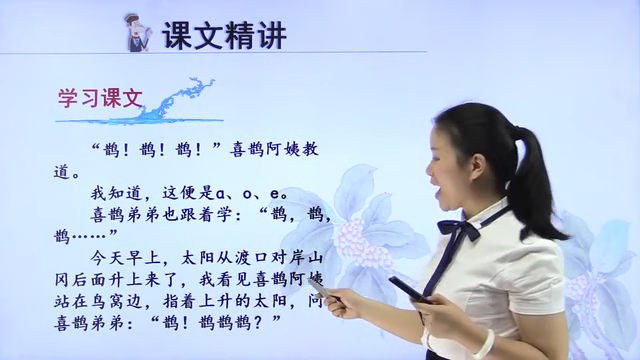 课文精讲
学习课文
“鹊！鹊！鹊！”喜鹊阿姨教
道。
我知道，这便是a、o、e。
喜鹊弟弟也跟着学：“鹊，鹊，
鹊……”
今天早上，太阳从渡口对岸山
冈后面升上来了，我看见喜鹊阿姨
站在鸟窝边，指着上升的太阳，问
喜鹊弟弟：“鹊！鹊鹊鹊？”